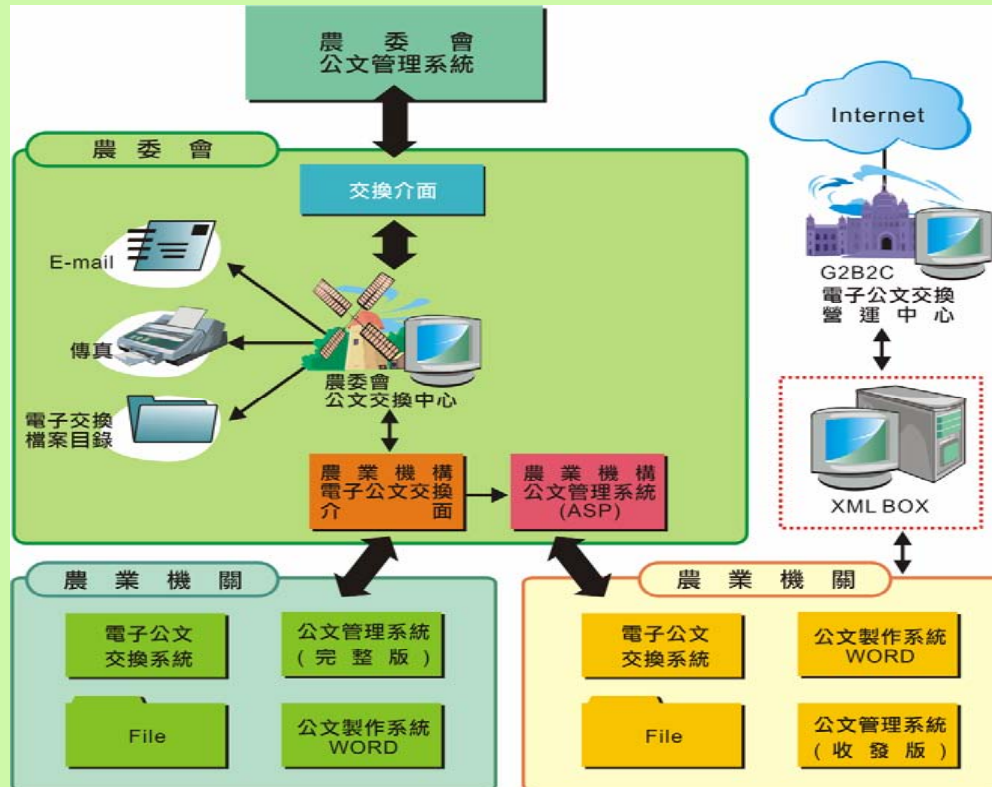 農委會
公文管理系統
農委會
交換介面
E-mail
傳真
電子交換
檔案目錄
農委會
公文交換中心
農業機構
電子公文交換
介面
農業機構
公文管理系統
(ASP)
Internet
G2B2C
電子公文交換
營運中心
XML BOX
農業機關
電子公文
交換系統
公文管理系統
(完整版)
File
公文製作系統
WORD
農業機關
電子公文
交換系統
公文製作系統
WORD
File
公文管理系統
(收發版)